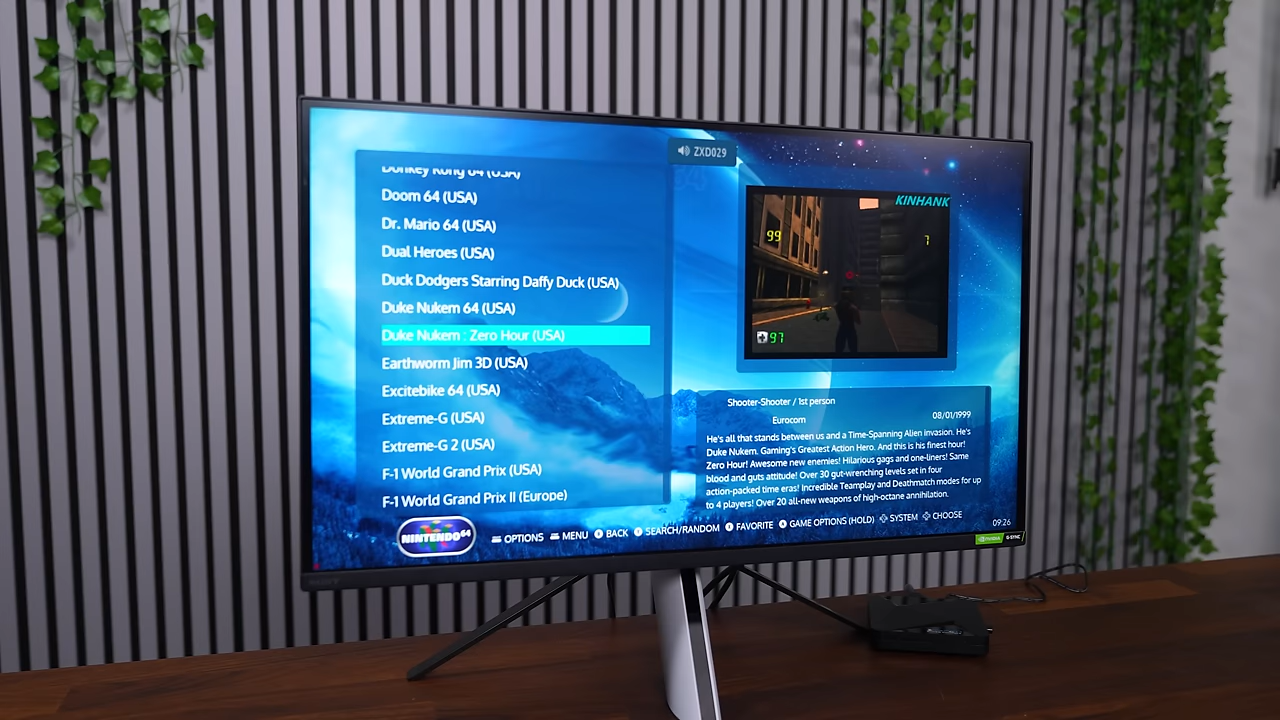 ZXD029
Donkey Kong 64 (USA)
Doom 64 (USA)
Dr. Mario 64 (USA)
Dual Heroes (USA)
Duck Dodgers Starring Daffy Duck (USA)
Duke Nukem 64 (USA)
Duke Nukem : Zero Hour (USA)
Earthworm Jim 3D (USA)
Excitebike 64 (USA)
Extreme-G (USA)
Extreme-G 2 (USA)
F-1 World Grand Prix (USA)
F-1 World Grand Prix II (Europe)
KINHANK
99
7
97
Shooter-Shooter / 1st person
Eurocom
08/01/1999
He's all that stands between us and a Time-Spanning Alien invasion. He's
Duke Nukem. Gaming's Greatest Action Hero. And this is his finest hour!
Zero Hour! Awesome new enemies! Hilarious gags and one-liners! Same
blood and guts attitude! Over 30 gut-wrenching levels set in four
action-packed time eras! Incredible Teamplay and Deathmatch modes for up
to 4 players! Over 20 all-new weapons of high-octane annihilation.
NINTENDO64
OPTIONS MENU BACK SEARCH/RANDOM FAVORITE GAME OPTIONS (HOLD) SYSTEM CHOOSE
09:26
SONY
NVIDIA G-SYNC